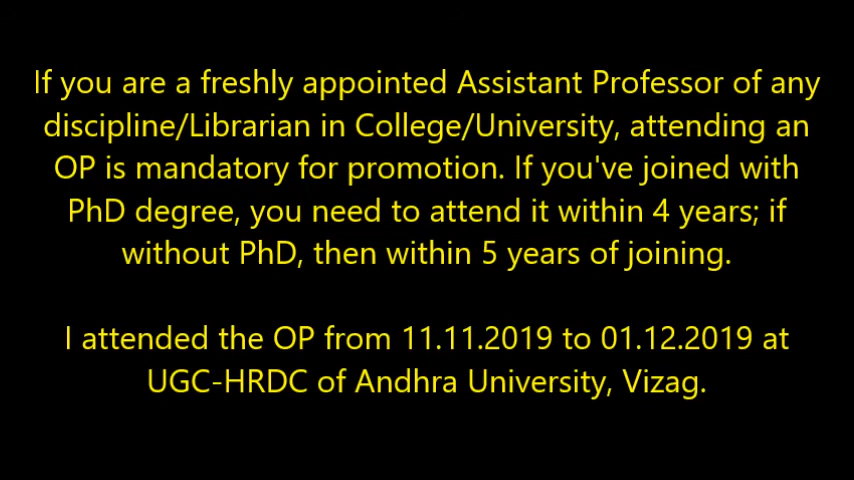 If you are a freshly appointed Assistant Professor of any
discipline/Librarian in College/University, attending an
OP is mandatory for promotion. If you've joined with
PhD degree, you need to attend it within 4 years; if
without PhD, then within 5 years of joining.
I attended the OP from 11.11.2019 to 01.12.2019 at
UGC-HRDC of Andhra University, Vizag.